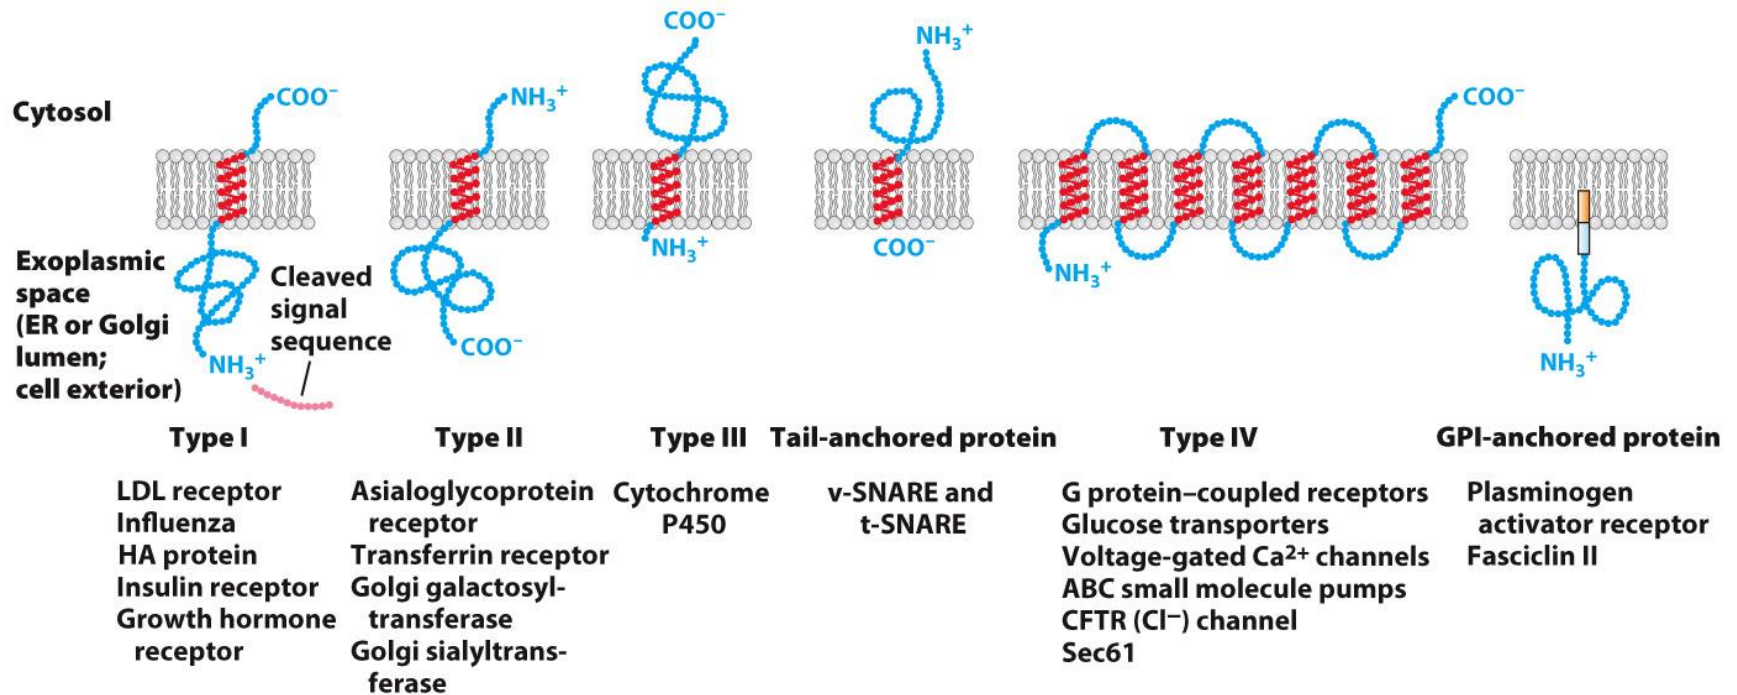 COO⁻
NH₃⁺
Cytosol
COO⁻
NH₃⁺
COO⁻
NH₃⁺
COO⁻
NH₃⁺
Exoplasmic
space
(ER or Golgi
lumen;
cell exterior)
Cleaved
signal
sequence
NH₃⁺
COO⁻
NH₃⁺
Type I
Type II
Type III
Tail-anchored protein
Type IV
GPI-anchored protein
LDL receptor
Influenza
HA protein
Insulin receptor
Growth hormone
receptor
Asialoglycoprotein
receptor
Transferrin receptor
Golgi galactosyl-
transferase
Golgi sialyltrans-
ferase
Cytochrome
P450
v-SNARE and
t-SNARE
G protein–coupled receptors
Glucose transporters
Voltage-gated Ca²⁺ channels
ABC small molecule pumps
CFTR (Cl⁻) channel
Sec61
Plasminogen
activator receptor
Fasciclin II